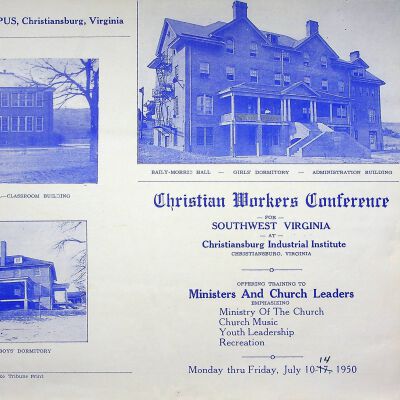 PUS, Christiansburg, Virginia
—CLASSROOM BUILDING
BOYS DORMITORY
Tribune Print
BAILY-MORRIS HALL — GIRLS' DORMITORY — ADMINISTRATION BUILDING
Christian Workers Conference
— FOR —
SOUTHWEST VIRGINIA
— AT —
Christiansburg Industrial Institute
CHRISTIANSBURG, VIRGINIA
OFFERING TRAINING TO
Ministers And Church Leaders
EMPHASIZING
Ministry Of The Church
Church Music
Youth Leadership
Recreation
14
Monday thru Friday, July 10-17, 1950